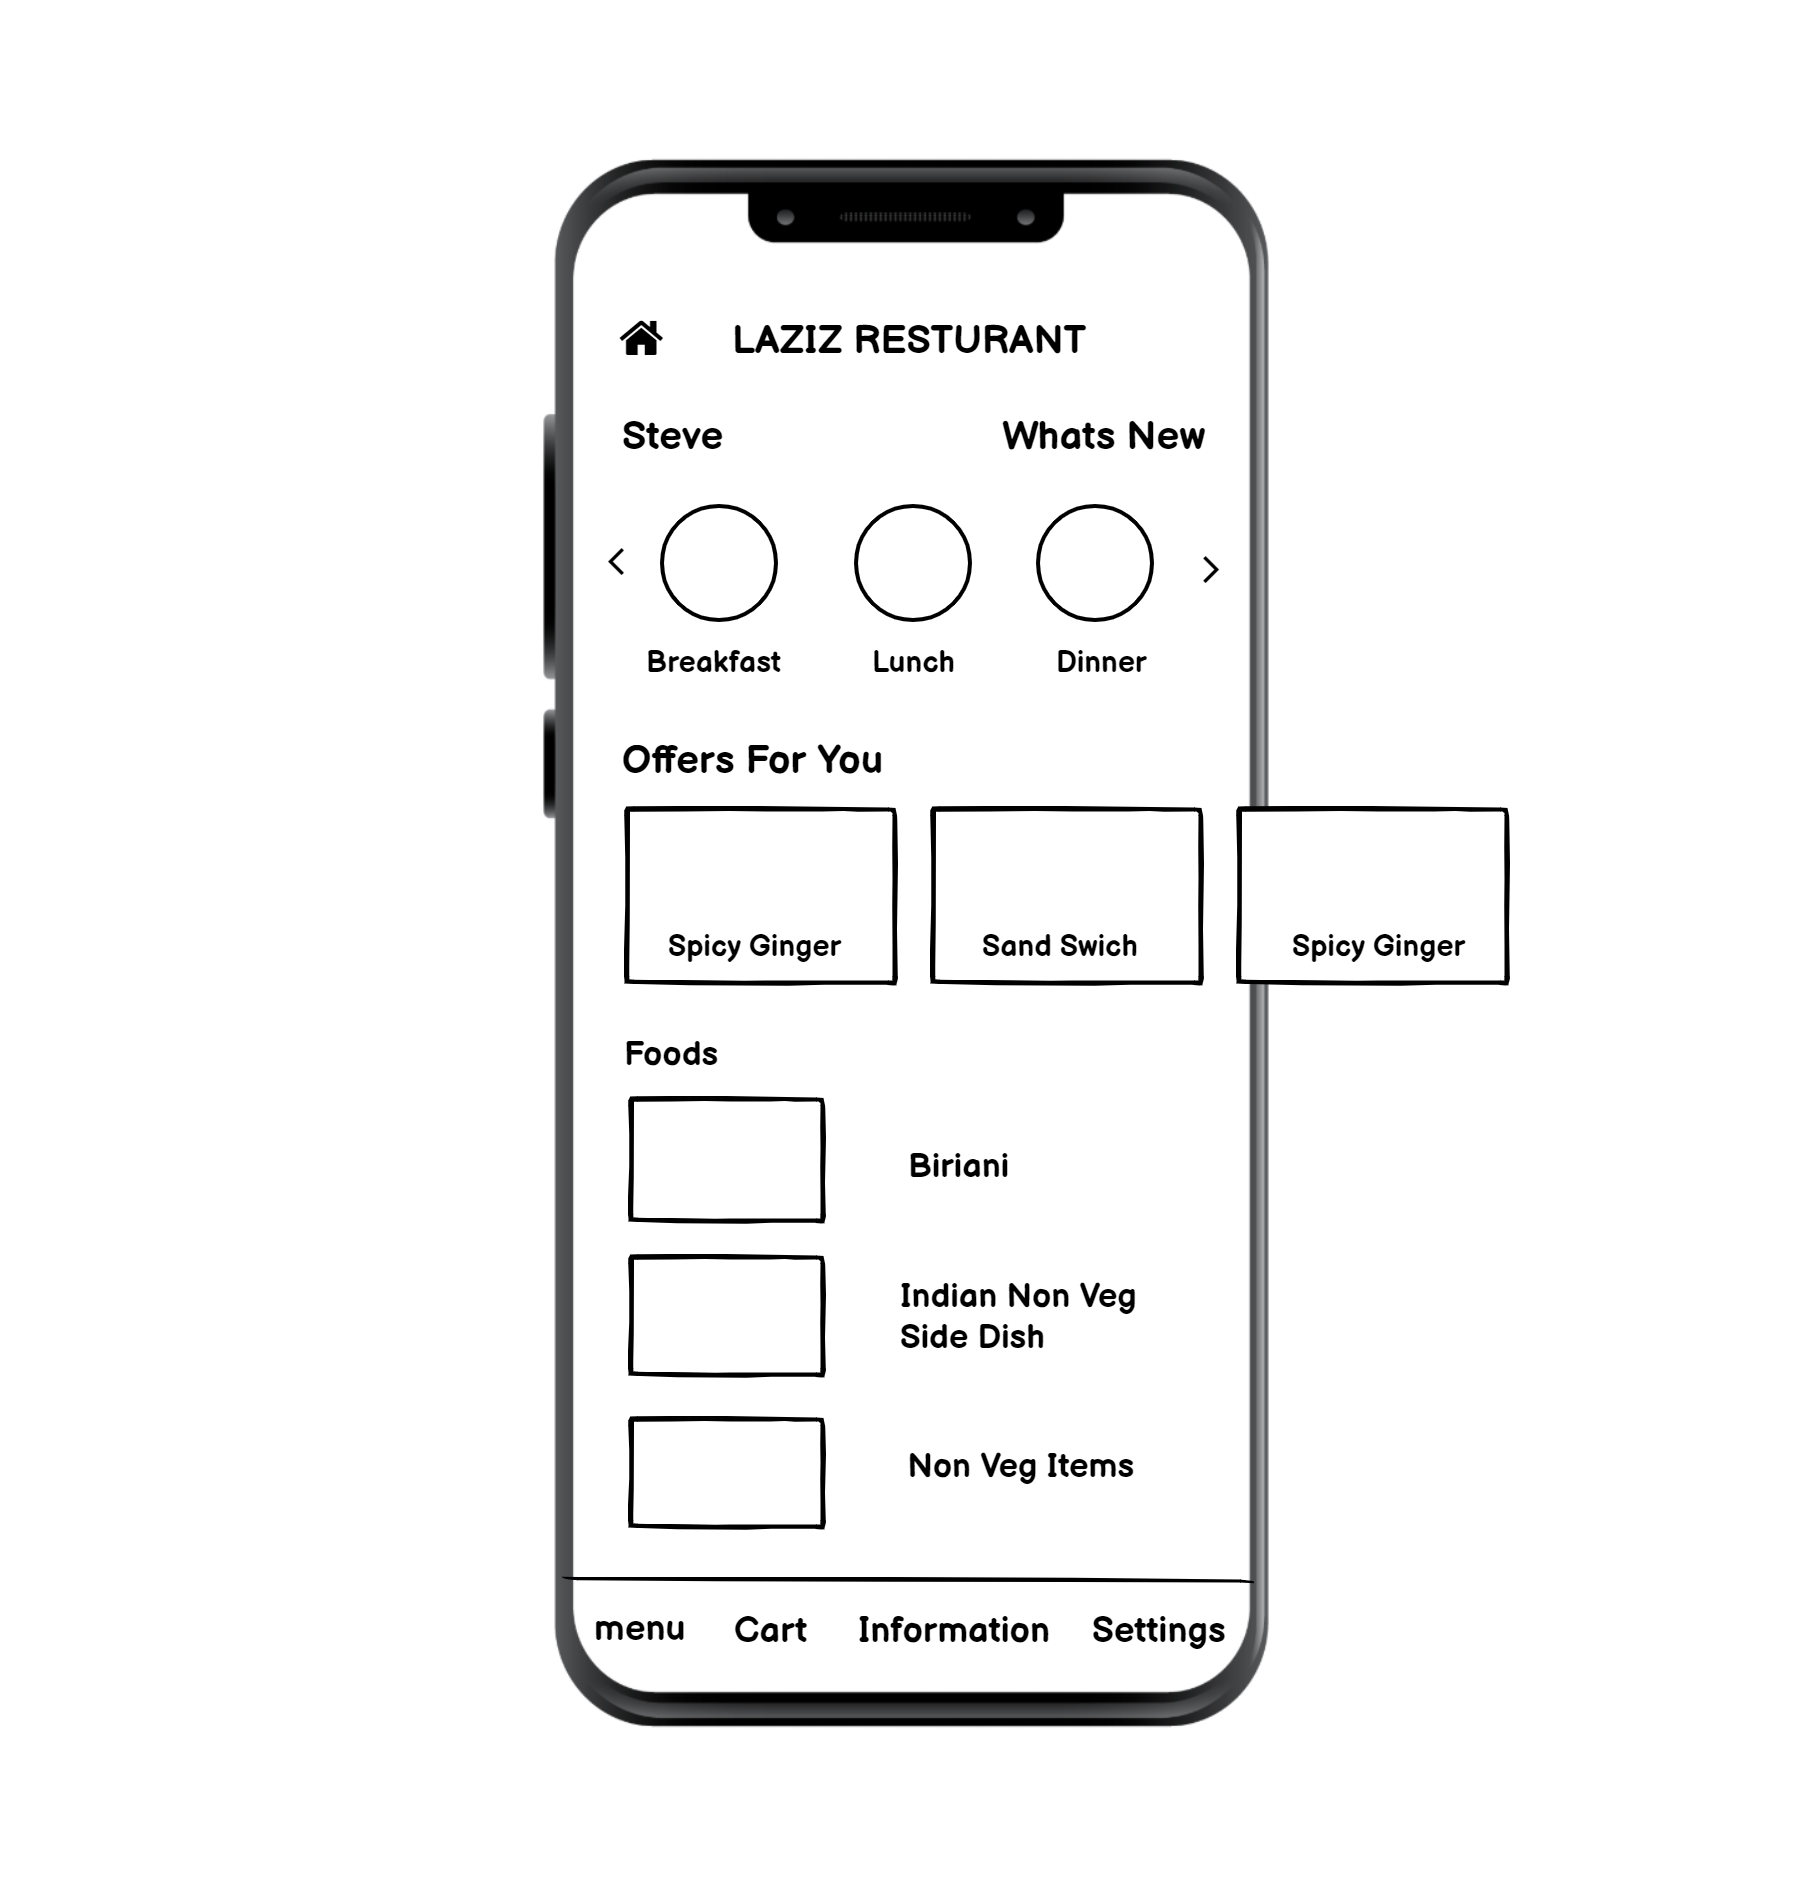 LAZIZ RESTURANT
Steve
Whats New
Breakfast
Lunch
Dinner
Offers For You
Spicy Ginger
Sand Swich
Spicy Ginger
Foods
Biriani
Indian Non Veg
Side Dish
Non Veg Items
menu
Cart
Information
Settings